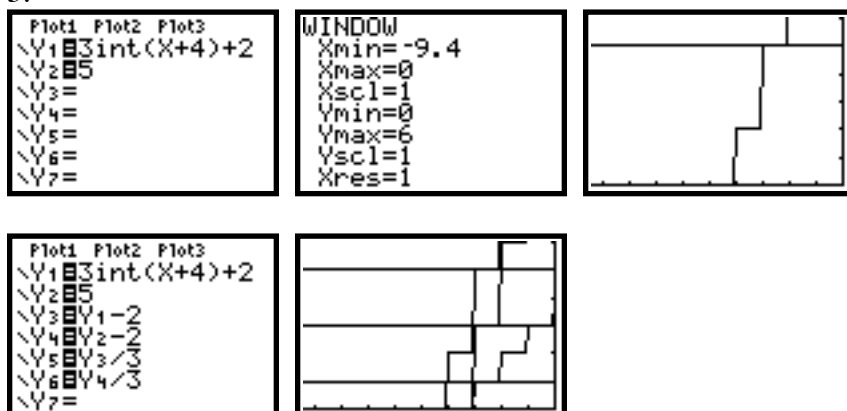 Plot1 Plot2 Plot3
\Y1=3int(X+4)+2
\Y2=5
\Y3=
\Y4=
\Y5=
\Y6=
\Y7=
WINDOW
Xmin=-9.4
Xmax=0
Xscl=1
Ymin=0
Ymax=6
Yscl=1
Xres=1
Plot1 Plot2 Plot3
\Y1=3int(X+4)+2
\Y2=5
\Y3=Y1-2
\Y4=Y2-2
\Y5=Y3/3
\Y6=Y4/3
\Y7=